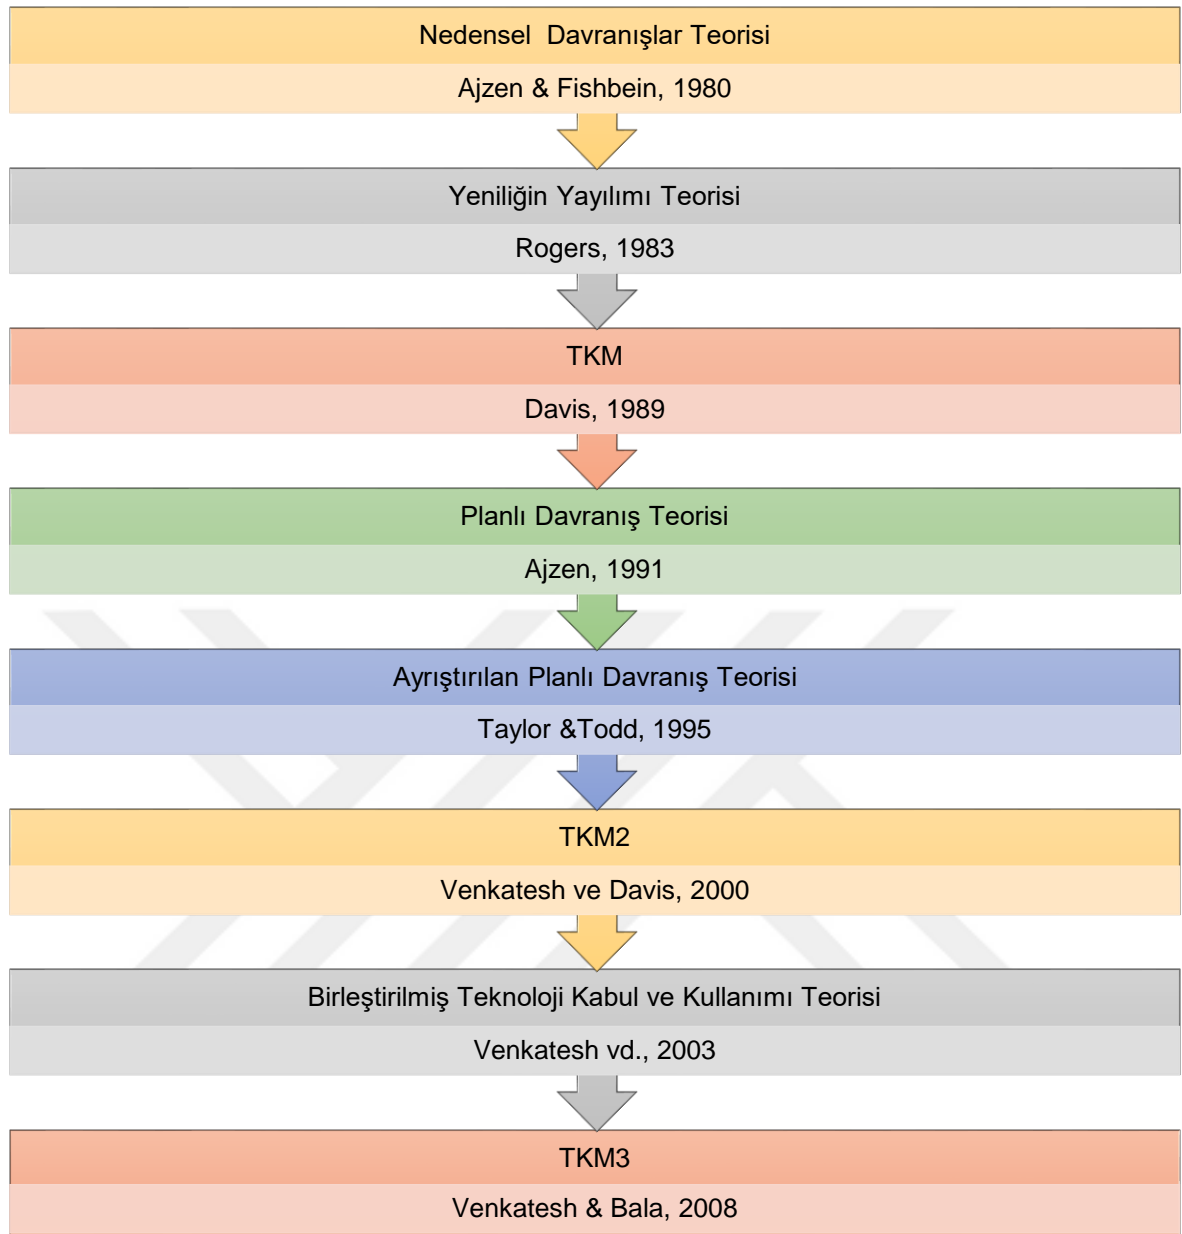 Nedensel Davranışlar Teorisi
Ajzen & Fishbein, 1980
Yeniliğin Yayılımı Teorisi
Rogers, 1983
TKM
Davis, 1989
Planlı Davranış Teorisi
Ajzen, 1991
Ayrıştırılan Planlı Davranış Teorisi
Taylor &Todd, 1995
TKM2
Venkatesh ve Davis, 2000
Birleştirilmiş Teknoloji Kabul ve Kullanımı Teorisi
Venkatesh vd., 2003
TKM3
Venkatesh & Bala, 2008